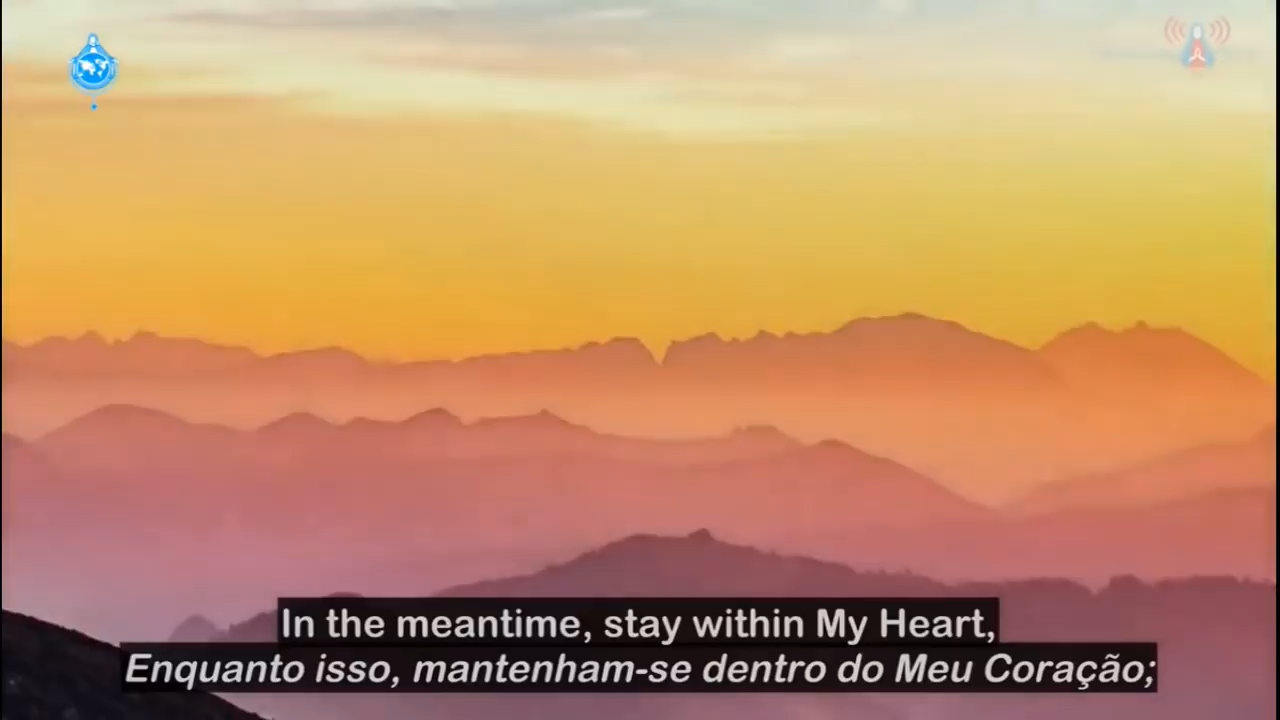 In the meantime, stay within My Heart,
Enquanto isso, mantenham-se dentro do Meu Coração;